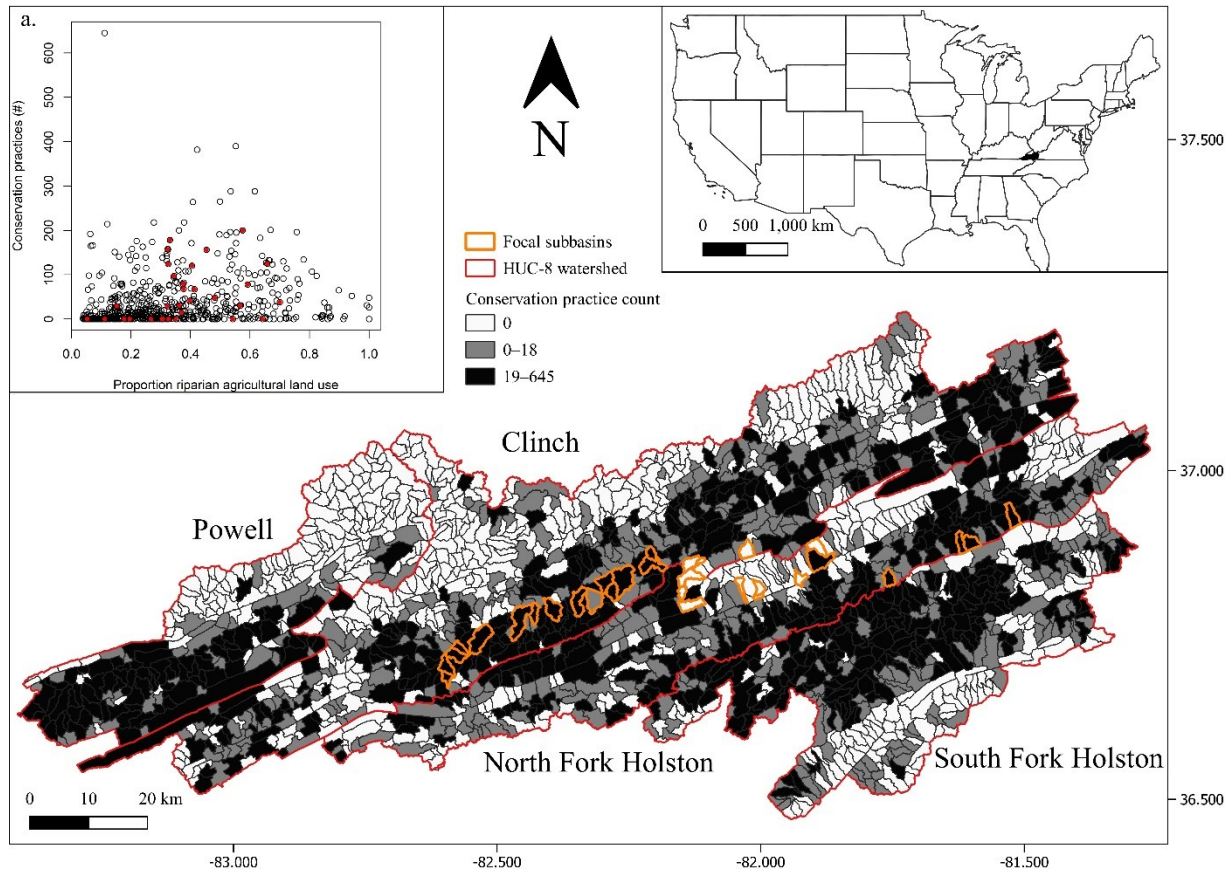 a.
Conservation practices (#)
600
500
400
300
200
100
0
0.0 0.2 0.4 0.6 0.8 1.0
Proportion riparian agricultural land use
N
0 500 1,000 km
Focal subbasins
HUC-8 watershed
Conservation practice count
0
0–18
19–645
37.500
37.000
36.500
Clinch
Powell
North Fork Holston
South Fork Holston
0 10 20 km
-83.000 -82.500 -82.000 -81.500